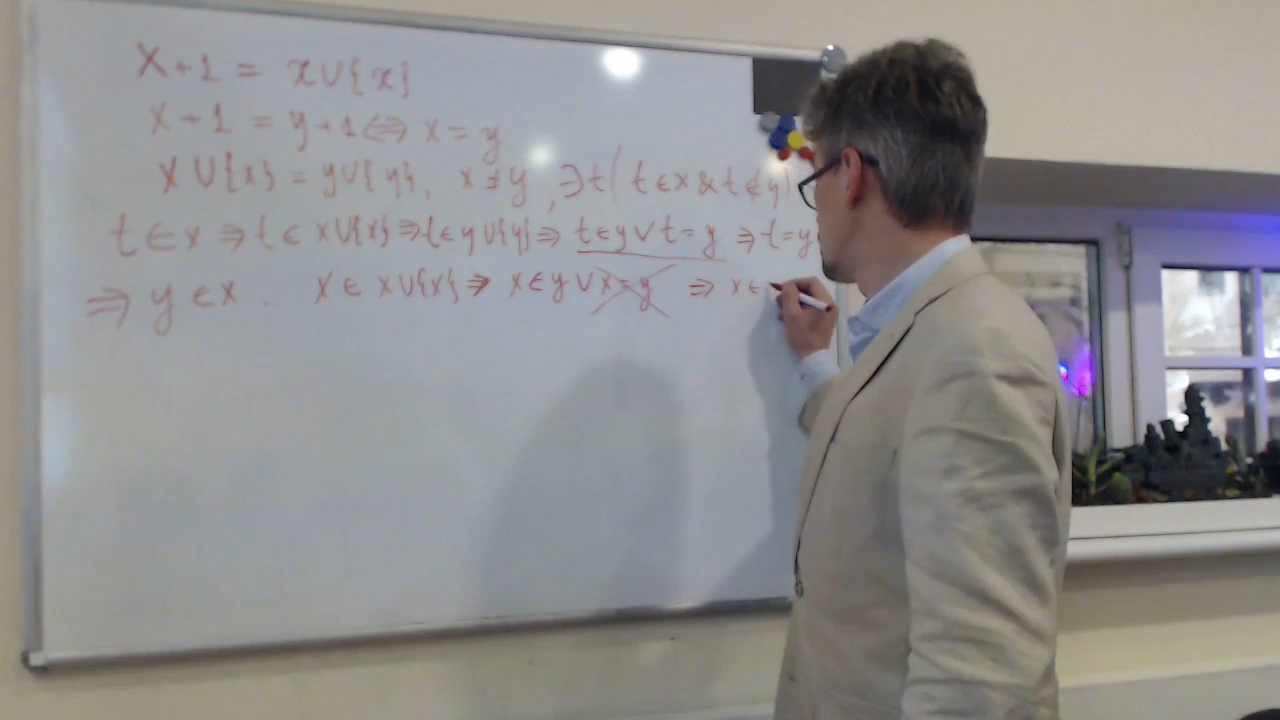 X+1 = x∪{x}
x+1 = y+1 ⇔ x = y
x∪{x} = y∪{y}, x ≠ y, ∃t(t∈x & t∉y)
t∈x ⇒ t∈ x∪{x} ⇒ t∈y∪{y} ⇒ t∈y ∨ t=y ⇒ t=y
⇒ y∈x. x∈ x∪{x} ⇒ x∈y ∨ x=y ⇒ x∈